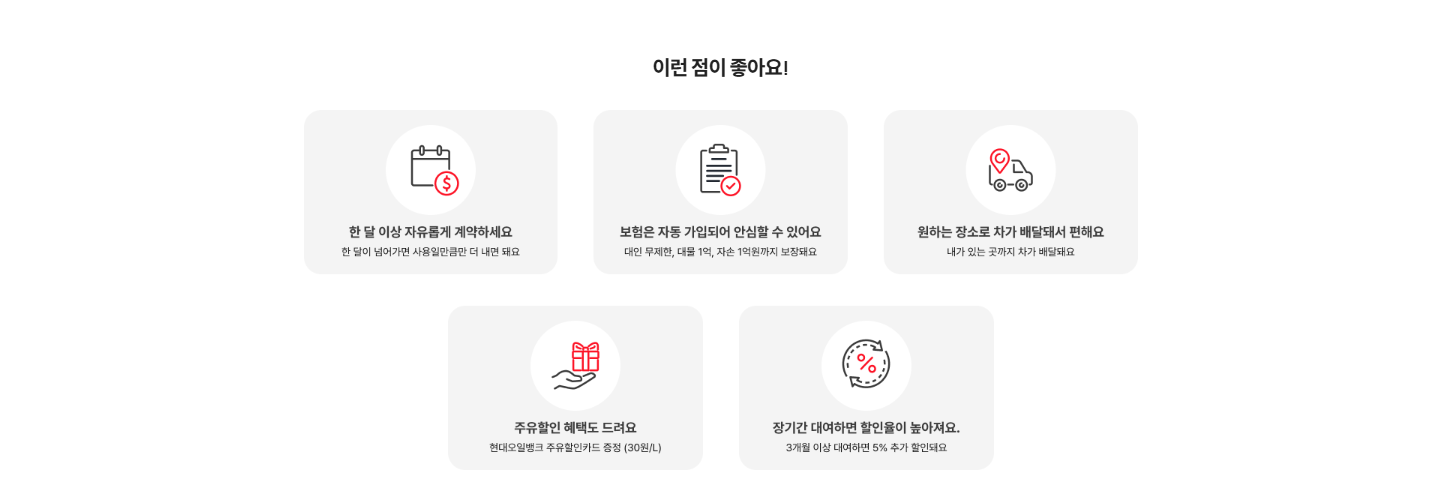 이런 점이 좋아요!
한 달 이상 자유롭게 계약하세요
한 달이 넘어가면 사용일만큼만 더 내면 돼요
보험은 자동 가입되어 안심할 수 있어요
대인 무제한, 대물 1억, 자손 1억원까지 보장돼요
원하는 장소로 차가 배달돼서 편해요
내가 있는 곳까지 차가 배달돼요
주유할인 혜택도 드려요
현대오일뱅크 주유할인카드 증정 (30원/L)
장기간 대여하면 할인율이 높아져요.
3개월 이상 대여하면 5% 추가 할인돼요